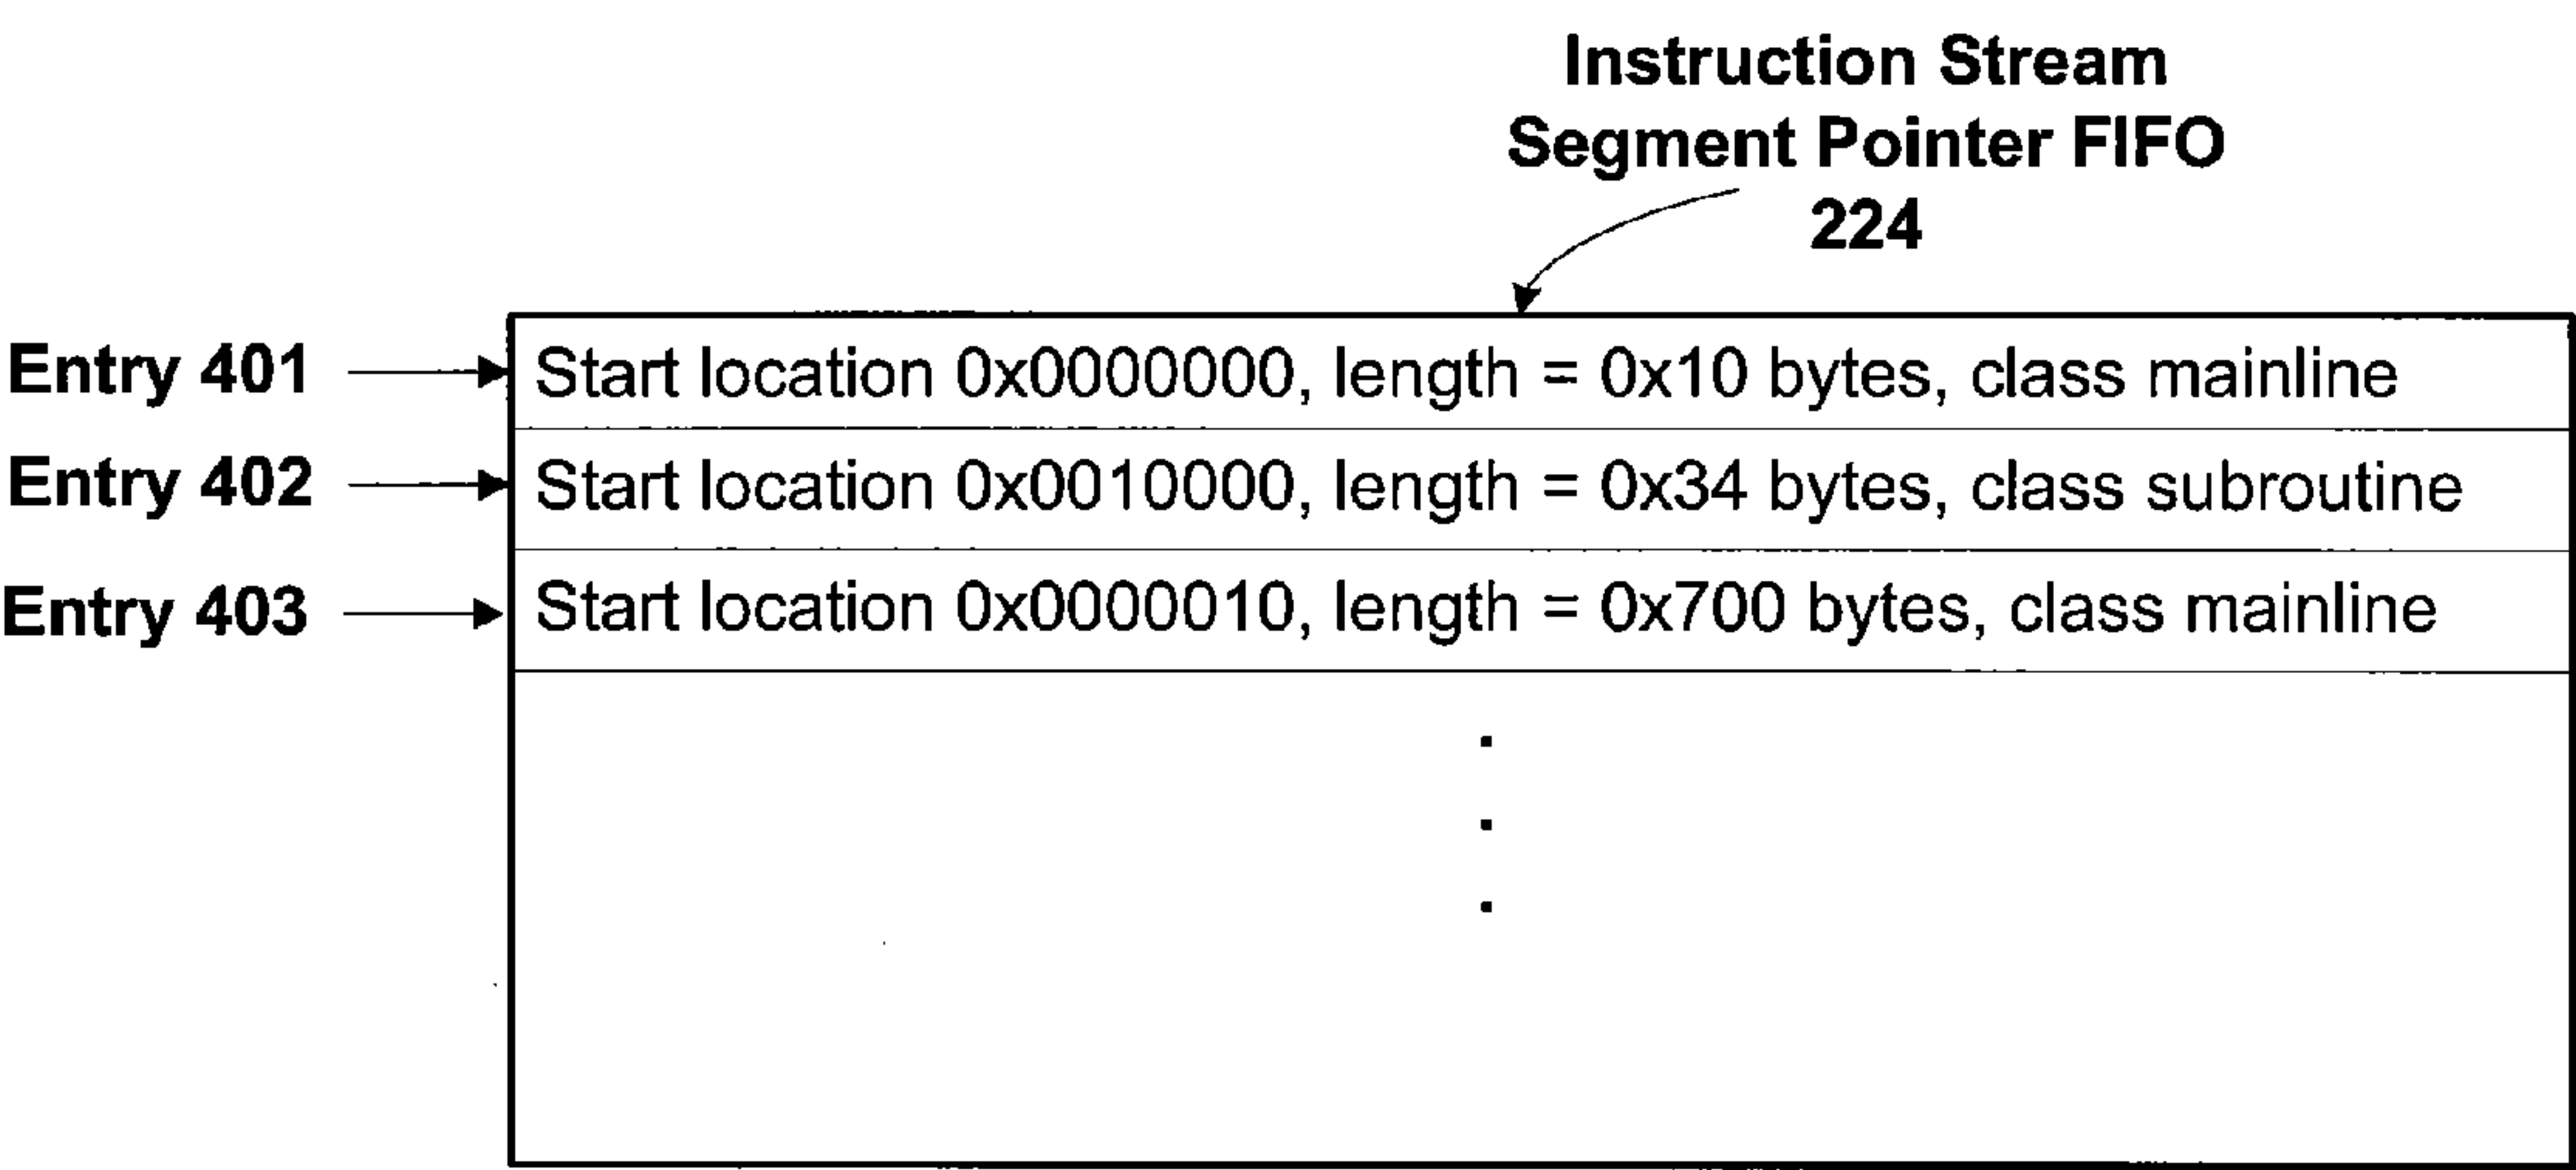 Instruction Stream
Segment Pointer FIFO
224
Entry 401
Start location 0x0000000, length = 0x10 bytes, class mainline
Entry 402
Start location 0x0010000, length = 0x34 bytes, class subroutine
Entry 403
Start location 0x0000010, length = 0x700 bytes, class mainline